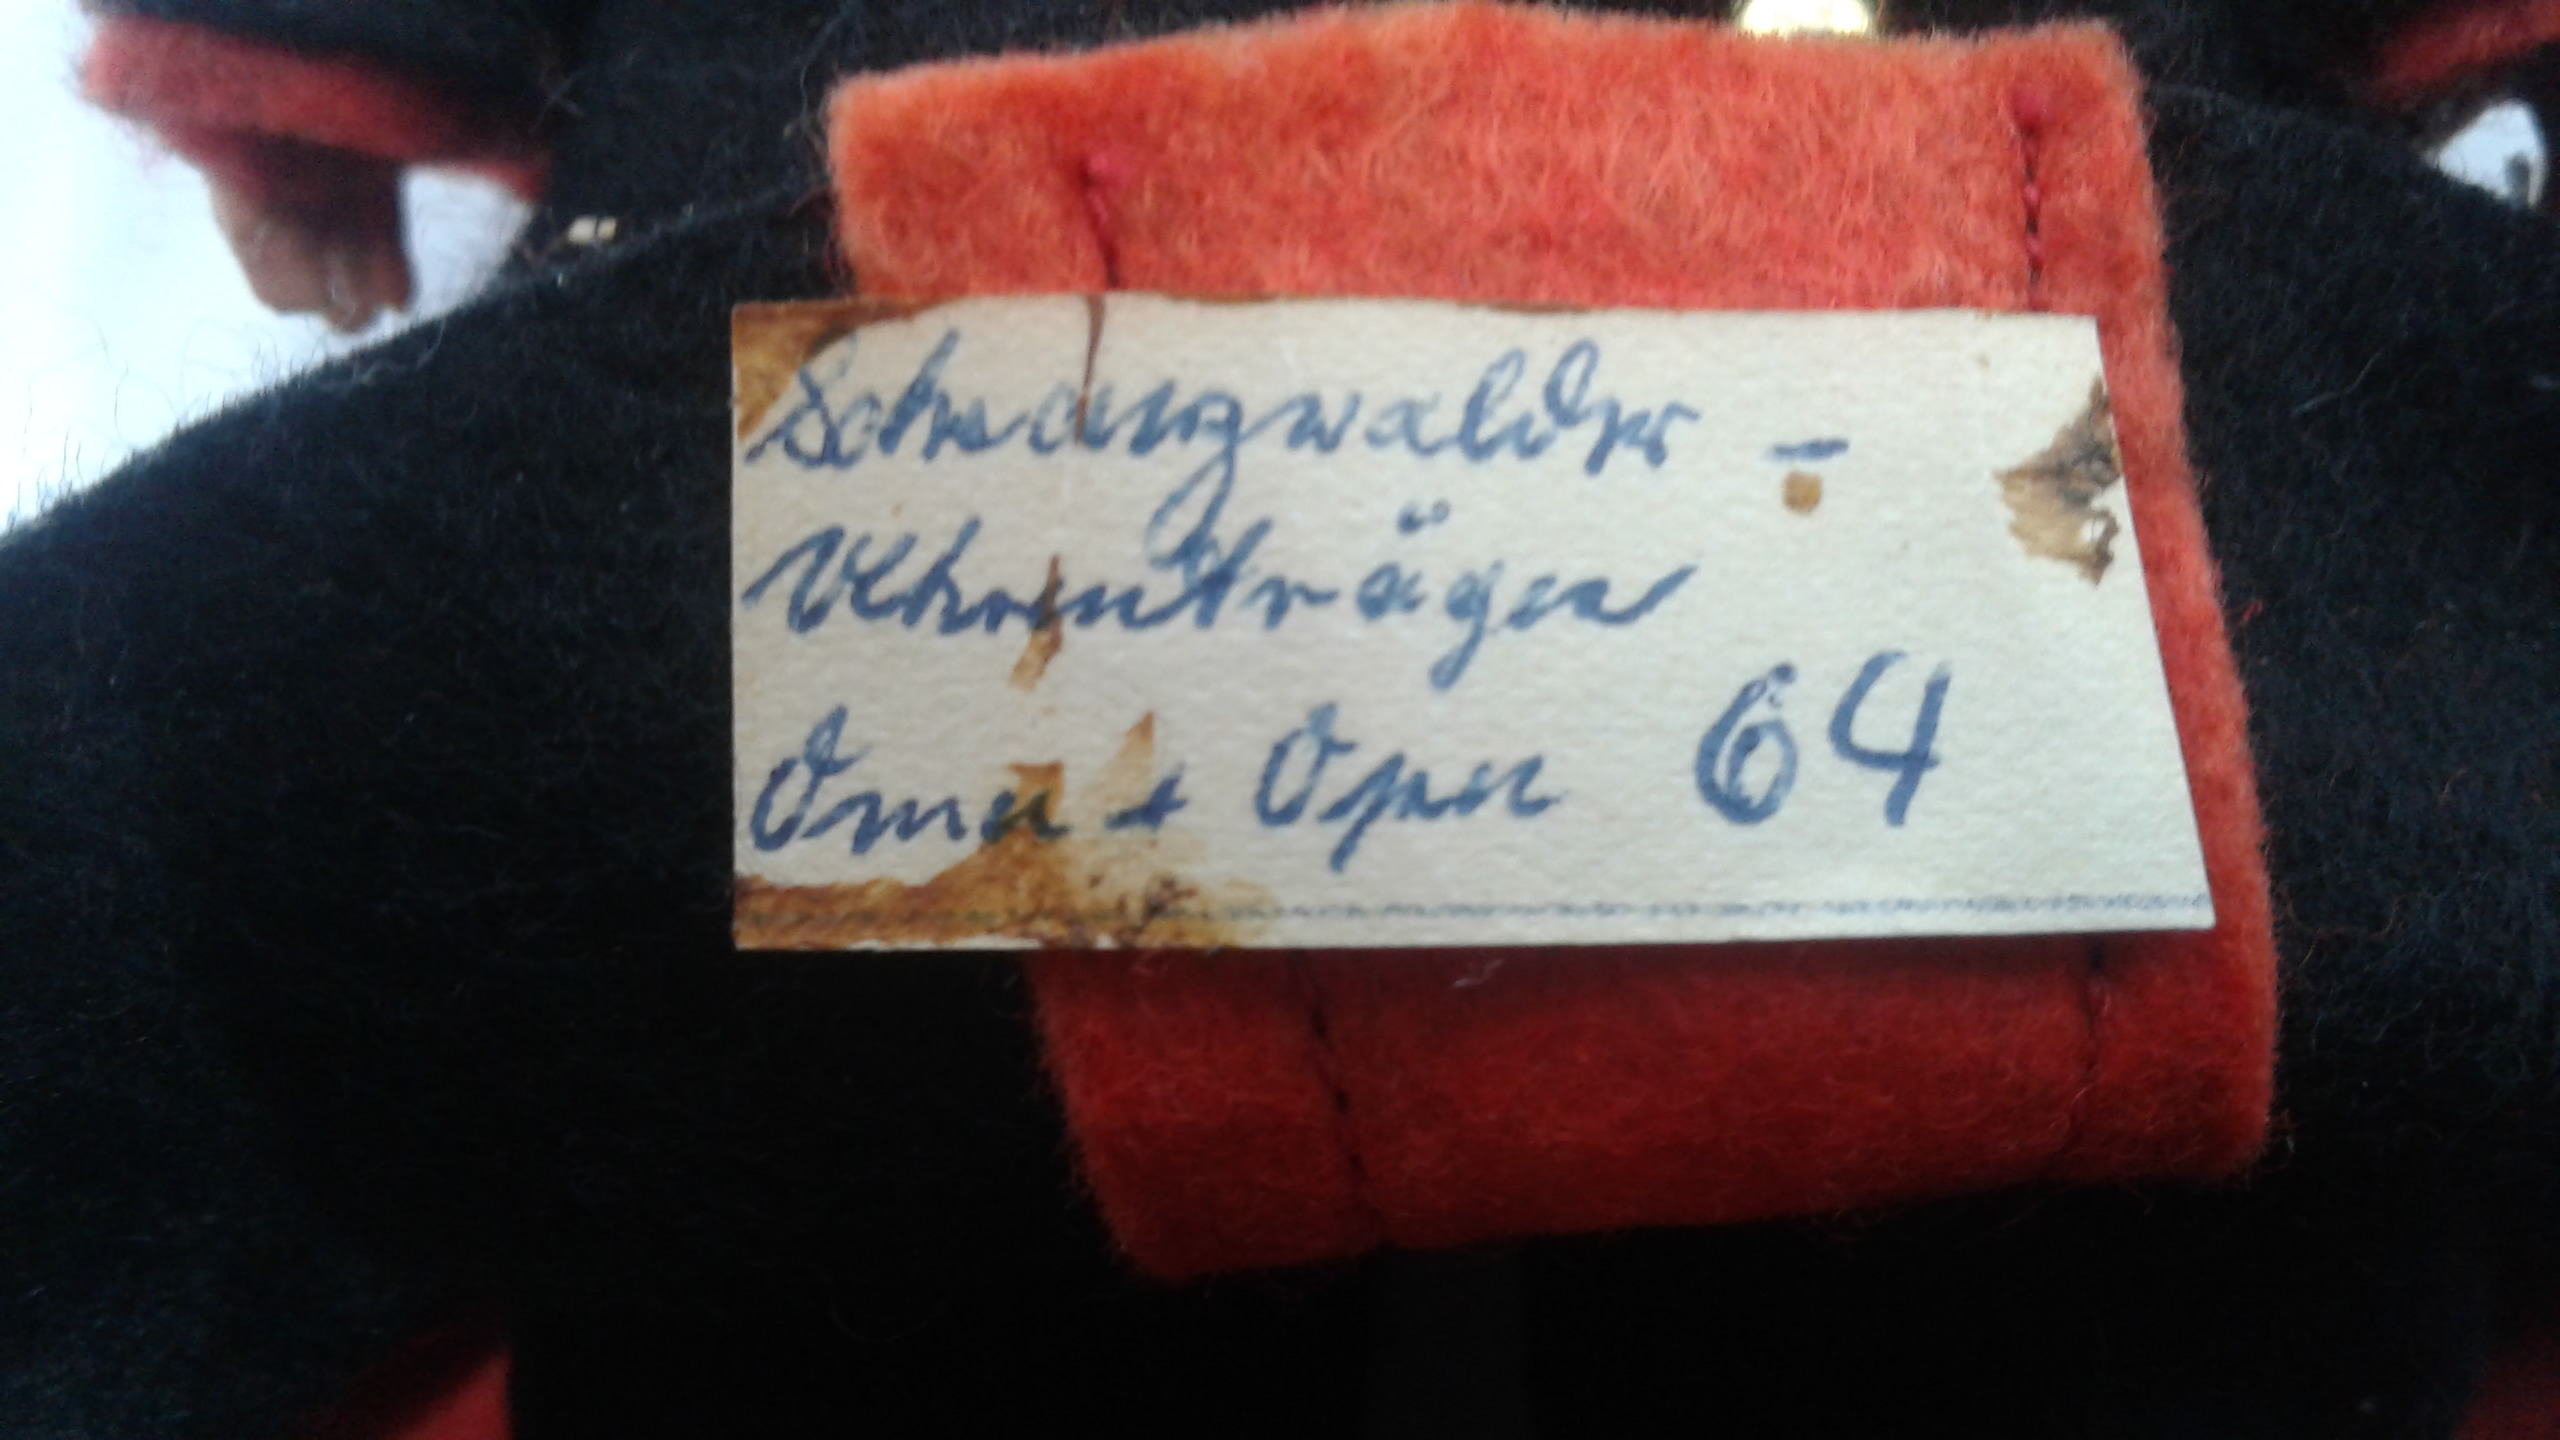 Schwarzwälder -
Uhrenträger
Oma + Opa 64